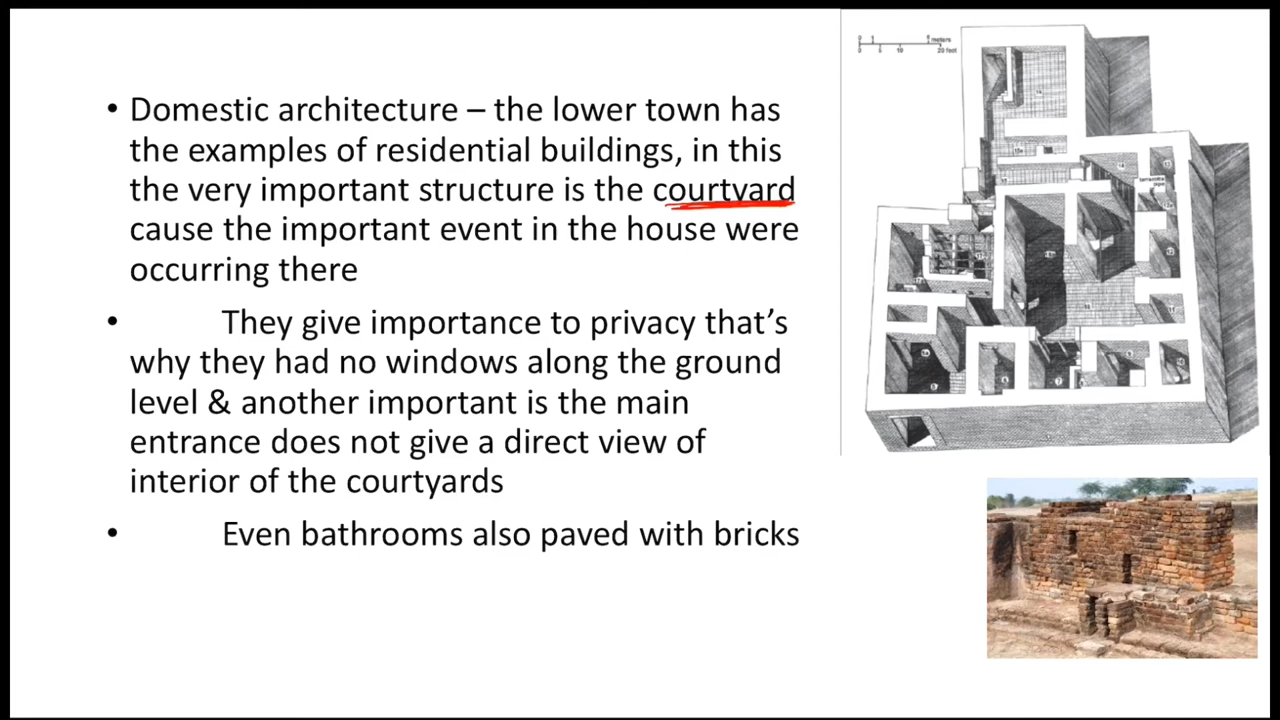 • Domestic architecture – the lower town has
the examples of residential buildings, in this
the very important structure is the courtyard
cause the important event in the house were
occurring there
• They give importance to privacy that's
why they had no windows along the ground
level & another important is the main
entrance does not give a direct view of
interior of the courtyards
• Even bathrooms also paved with bricks
meters
20 feet